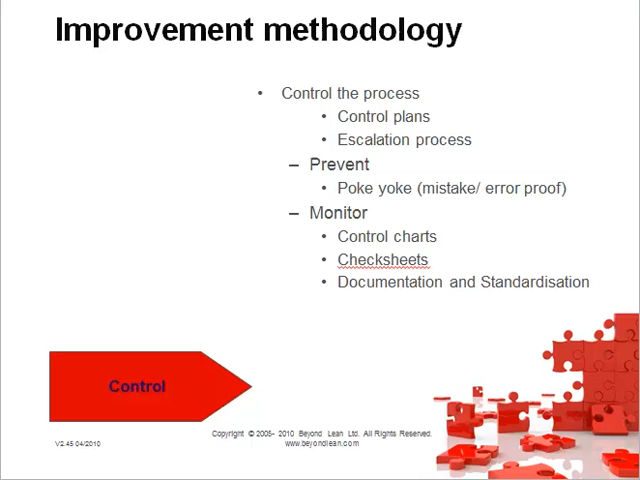 Improvement methodology
• Control the process
• Control plans
• Escalation process
– Prevent
• Poke yoke (mistake/ error proof)
– Monitor
• Control charts
• Checksheets
• Documentation and Standardisation
Control
Copyright © 2005- 2010 Beyond Lean Ltd. All Rights Reserved.
V2.45 04/2010
www.beyondlean.com